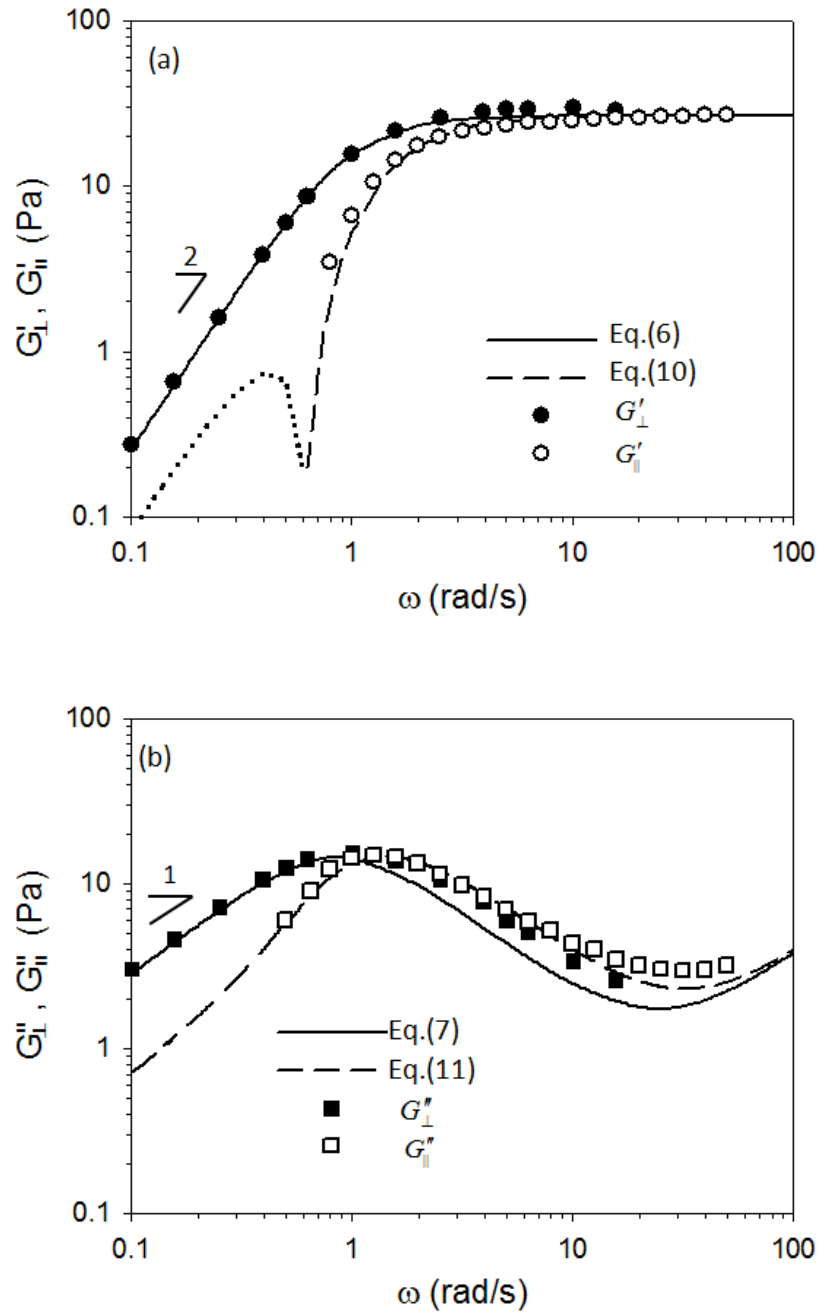 100
(a)
10
1
0.1
G'⊥, G'∥ (Pa)
2
Eq.(6)
Eq.(10)
G'⊥
G'∥
0.1 1 10 100
ω (rad/s)
100
(b)
10
1
0.1
G"⊥, G"∥ (Pa)
1
Eq.(7)
Eq.(11)
G"⊥
G"∥
0.1 1 10 100
ω (rad/s)